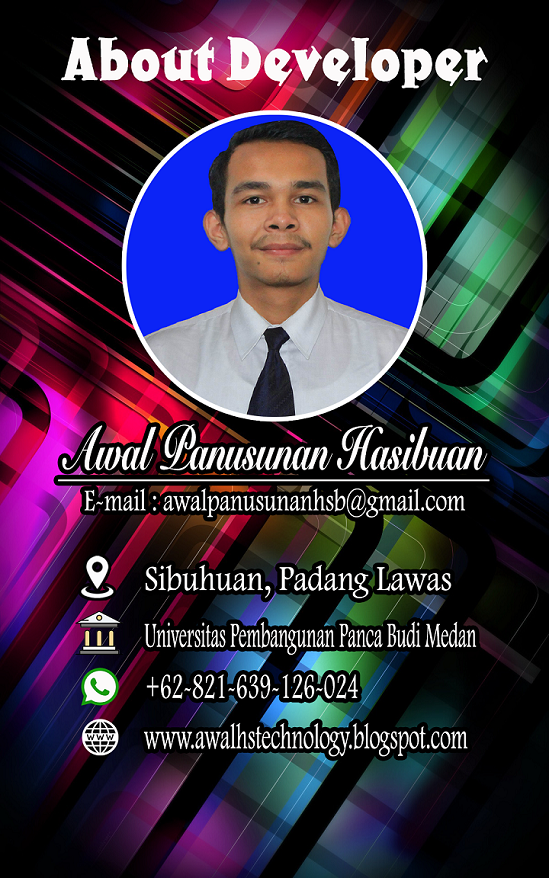 About Developer
Awal Panusunan Hasibuan
E-mail : awalpanusunanhsb@gmail.com
Sibuhuan, Padang Lawas
Universitas Pembangunan Panca Budi Medan
+62-821-639-126-024
WWW
www.awalhstechnology.blogspot.com